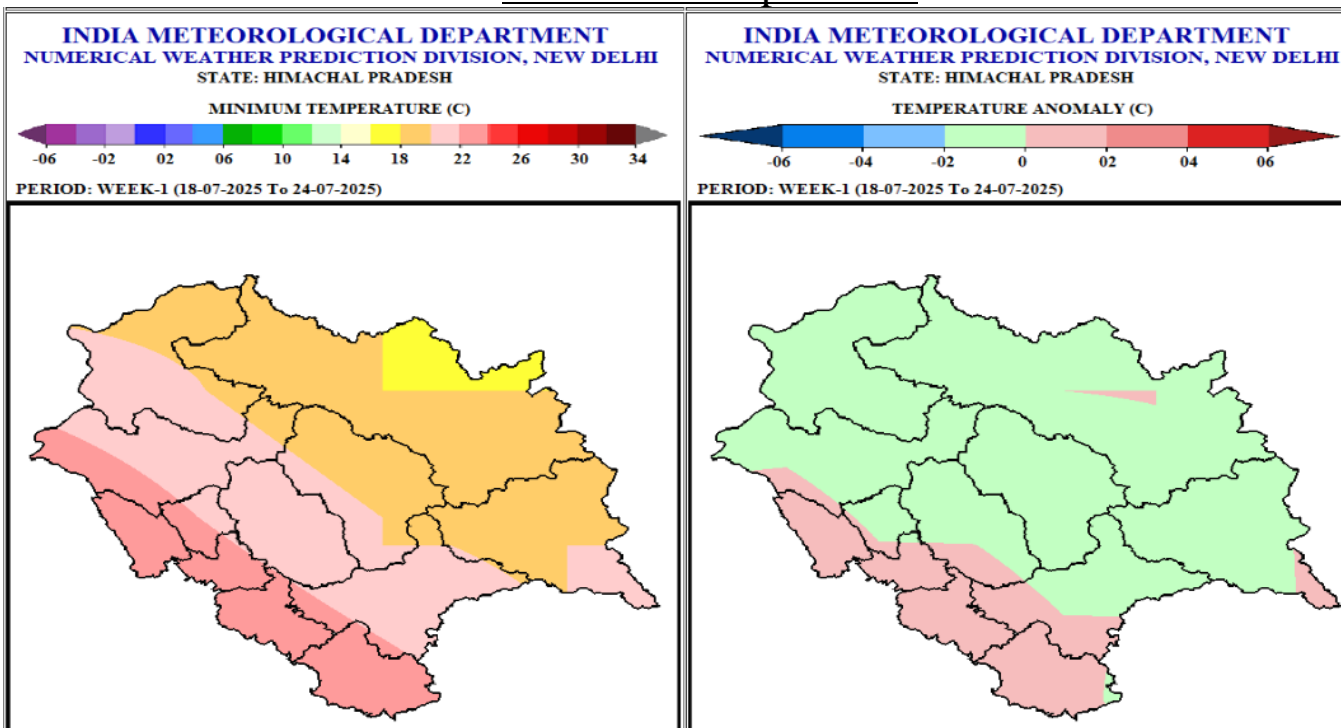 INDIA METEOROLOGICAL DEPARTMENT
NUMERICAL WEATHER PREDICTION DIVISION, NEW DELHI
STATE: HIMACHAL PRADESH
MINIMUM TEMPERATURE (C)
-06 -02 02 06 10 14 18 22 26 30 34
PERIOD: WEEK-1 (18-07-2025 To 24-07-2025)
INDIA METEOROLOGICAL DEPARTMENT
NUMERICAL WEATHER PREDICTION DIVISION, NEW DELHI
STATE: HIMACHAL PRADESH
TEMPERATURE ANOMALY (C)
-06 -04 -02 0 02 04 06
PERIOD: WEEK-1 (18-07-2025 To 24-07-2025)